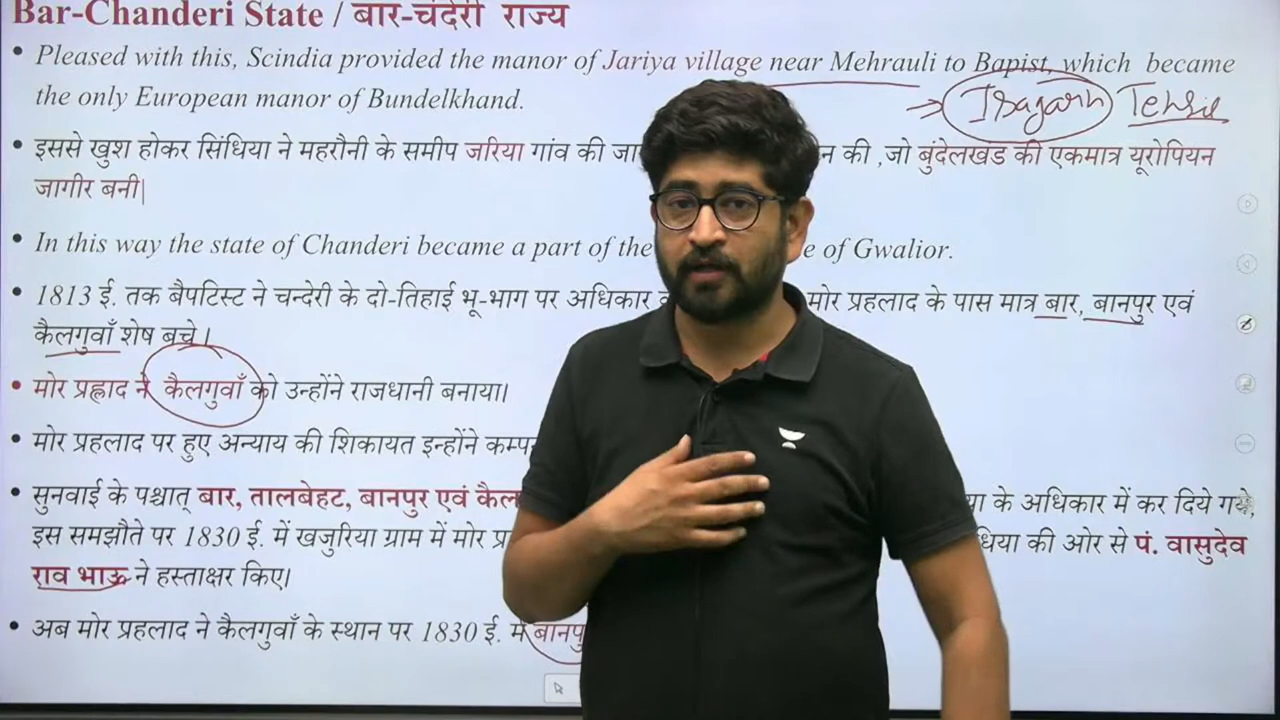 Bar-Chanderi State / बार-चंदेरी राज्य
• Pleased with this, Scindia provided the manor of Jariya village near Mehrauli to Bapist, which became
the only European manor of Bundelkhand.
Isagarh Tehsil
• इससे खुश होकर सिंधिया ने महरौनी के समीप जरिया गांव की न की ,जो बुंदेलखंड की एकमात्र यूरोपियन
जागीर बनी|
• In this way the state of Chanderi became a part of the e of Gwalior.
• 1813 ई. तक बैपटिस्ट ने चन्देरी के दो-तिहाई भू-भाग पर अधिकार मोर प्रहलाद के पास मात्र बार, बानपुर एवं
कैलगुवाँ शेष बचे ।
• मोर प्रह्लाद ने कैलगुवाँ को उन्होंने राजधानी बनाया।
• मोर प्रहलाद पर हुए अन्याय की शिकायत इन्होंने
• सुनवाई के पश्चात् बार, तालबेहट, बानपुर एवं के अधिकार में कर दिये गये,
इस समझौते पर 1830 ई. में खजुरिया ग्राम में मोर की ओर से पं. वासुदेव
राव भाऊ ने हस्ताक्षर किए।
• अब मोर प्रहलाद ने कैलगुवाँ के स्थान पर 1830 ई. में